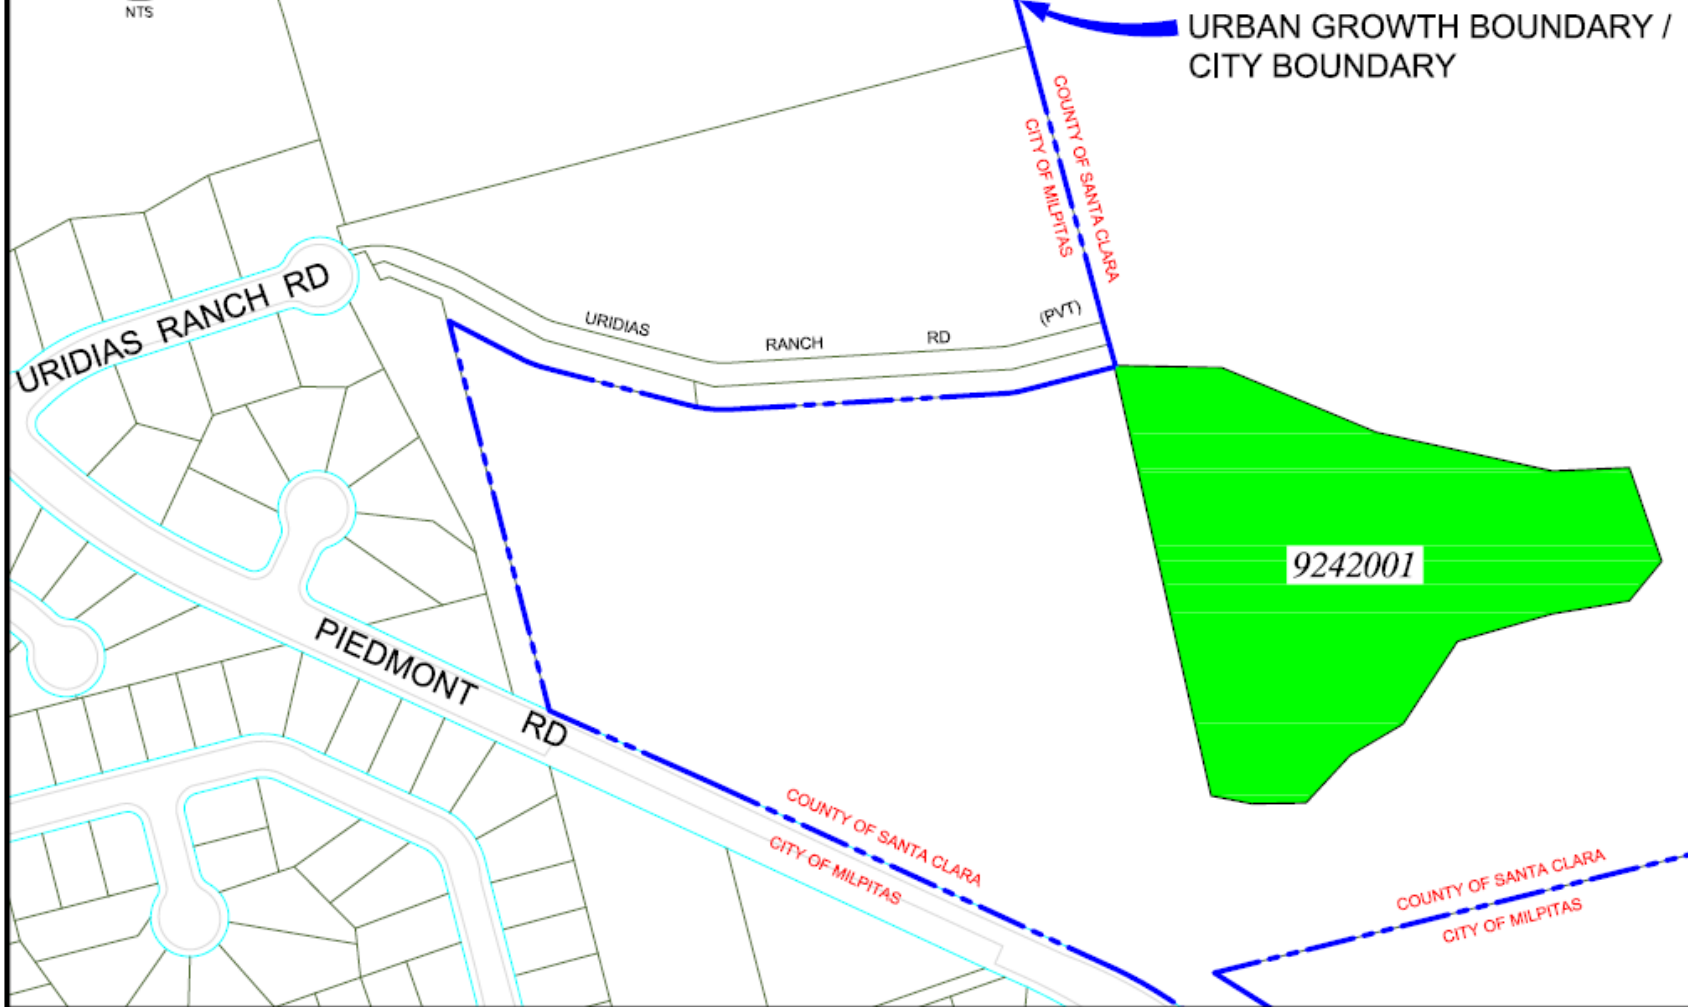 NTS
URBAN GROWTH BOUNDARY /
CITY BOUNDARY
COUNTY OF SANTA CLARA
CITY OF MILPITAS
URIDIAS RANCH RD
URIDIAS RANCH RD (PVT)
9242001
PIEDMONT RD
COUNTY OF SANTA CLARA
CITY OF MILPITAS
COUNTY OF SANTA CLARA
CITY OF MILPITAS